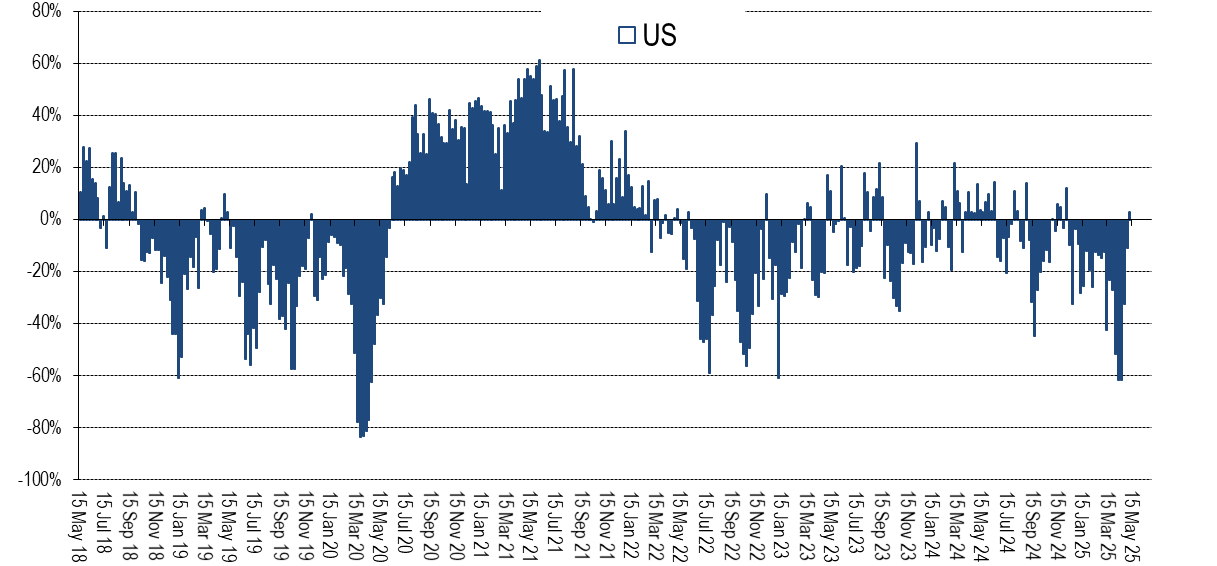 80%
US
60%
40%
20%
0%
-20%
-40%
-60%
-80%
-100%
15 May 18
15 Jul 18
15 Sep 18
15 Nov 18
15 Jan 19
15 Mar 19
15 May 19
15 Jul 19
15 Sep 19
15 Nov 19
15 Jan 20
15 Mar 20
15 May 20
15 Jul 20
15 Sep 20
15 Nov 20
15 Jan 21
15 Mar 21
15 May 21
15 Jul 21
15 Sep 21
15 Nov 21
15 Jan 22
15 Mar 22
15 May 22
15 Jul 22
15 Sep 22
15 Nov 22
15 Jan 23
15 Mar 23
15 May 23
15 Jul 23
15 Sep 23
15 Nov 23
15 Jan 24
15 Mar 24
15 May 24
15 Jul 24
15 Sep 24
15 Nov 24
15 Jan 25
15 Mar 25
15 May 25